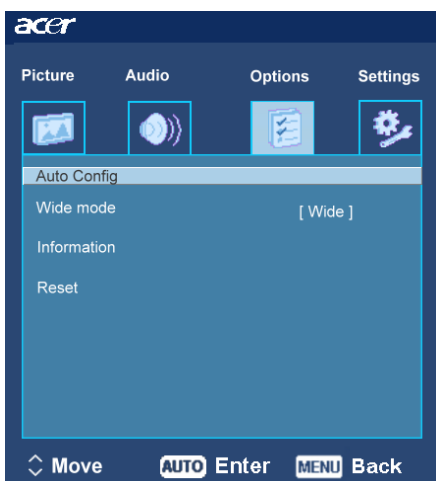 acer
Picture Audio Options Settings
Auto Config
Wide mode [ Wide ]
Information
Reset
Move AUTO Enter MENU Back